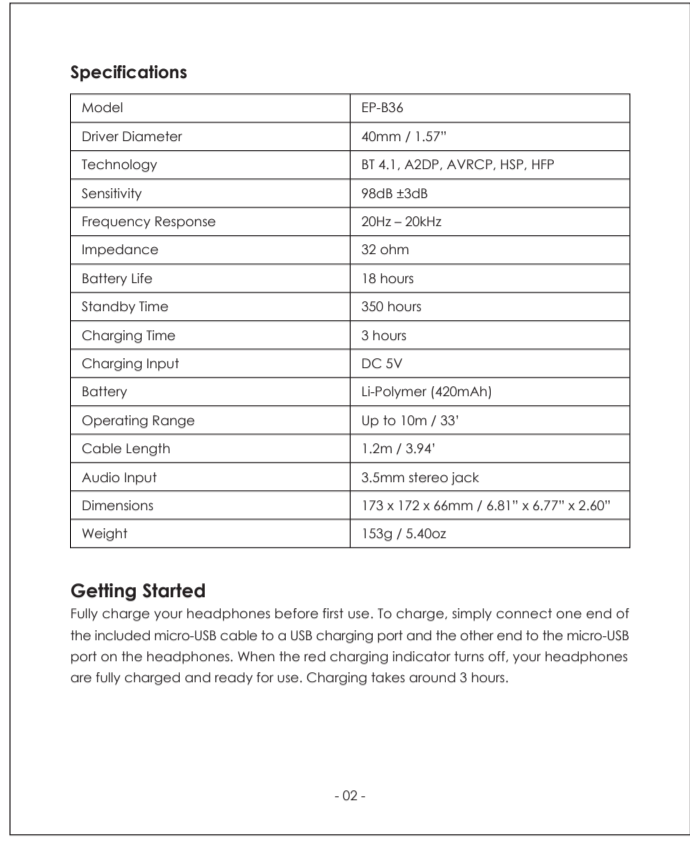 Specifications
Model EP-B36
Driver Diameter 40mm / 1.57"
Technology BT 4.1, A2DP, AVRCP, HSP, HFP
Sensitivity 98dB ±3dB
Frequency Response 20Hz – 20kHz
Impedance 32 ohm
Battery Life 18 hours
Standby Time 350 hours
Charging Time 3 hours
Charging Input DC 5V
Battery Li-Polymer (420mAh)
Operating Range Up to 10m / 33'
Cable Length 1.2m / 3.94'
Audio Input 3.5mm stereo jack
Dimensions 173 x 172 x 66mm / 6.81” x 6.77” x 2.60”
Weight 153g / 5.40oz
Getting Started
Fully charge your headphones before first use. To charge, simply connect one end of
the included micro-USB cable to a USB charging port and the other end to the micro-USB
port on the headphones. When the red charging indicator turns off, your headphones
are fully charged and ready for use. Charging takes around 3 hours.
- 02 -